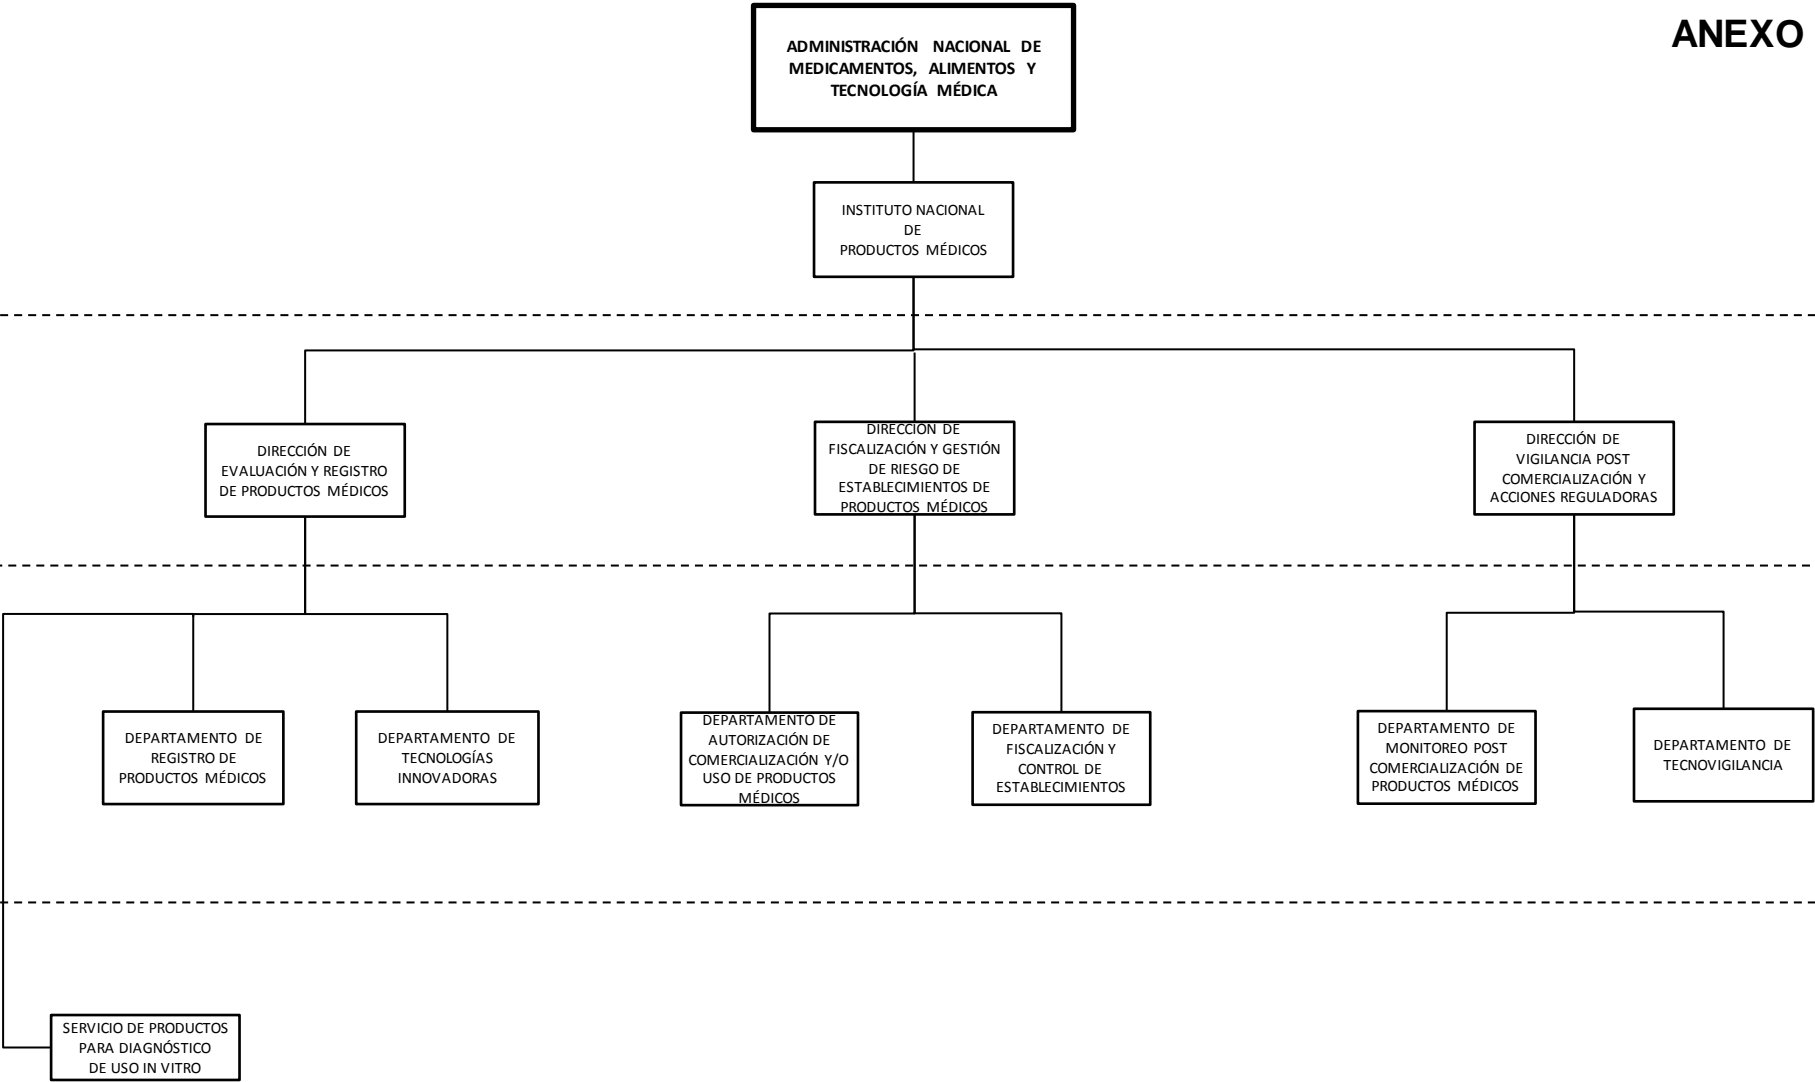 ANEXO
ADMINISTRACIÓN NACIONAL DE
MEDICAMENTOS, ALIMENTOS Y
TECNOLOGÍA MÉDICA
INSTITUTO NACIONAL
DE
PRODUCTOS MÉDICOS
DIRECCIÓN DE
EVALUACIÓN Y REGISTRO
DE PRODUCTOS MÉDICOS
DIRECCIÓN DE
FISCALIZACIÓN Y GESTIÓN
DE RIESGO DE
ESTABLECIMIENTOS DE
PRODUCTOS MÉDICOS
DIRECCIÓN DE
VIGILANCIA POST
COMERCIALIZACIÓN Y
ACCIONES REGULADORAS
DEPARTAMENTO DE
REGISTRO DE
PRODUCTOS MÉDICOS
DEPARTAMENTO DE
TECNOLOGÍAS
INNOVADORAS
DEPARTAMENTO DE
AUTORIZACIÓN DE
COMERCIALIZACIÓN Y/O
USO DE PRODUCTOS
MÉDICOS
DEPARTAMENTO DE
FISCALIZACIÓN Y
CONTROL DE
ESTABLECIMIENTOS
DEPARTAMENTO DE
MONITOREO POST
COMERCIALIZACIÓN DE
PRODUCTOS MÉDICOS
DEPARTAMENTO DE
TECNOVIGILANCIA
SERVICIO DE PRODUCTOS
PARA DIAGNÓSTICO
DE USO IN VITRO